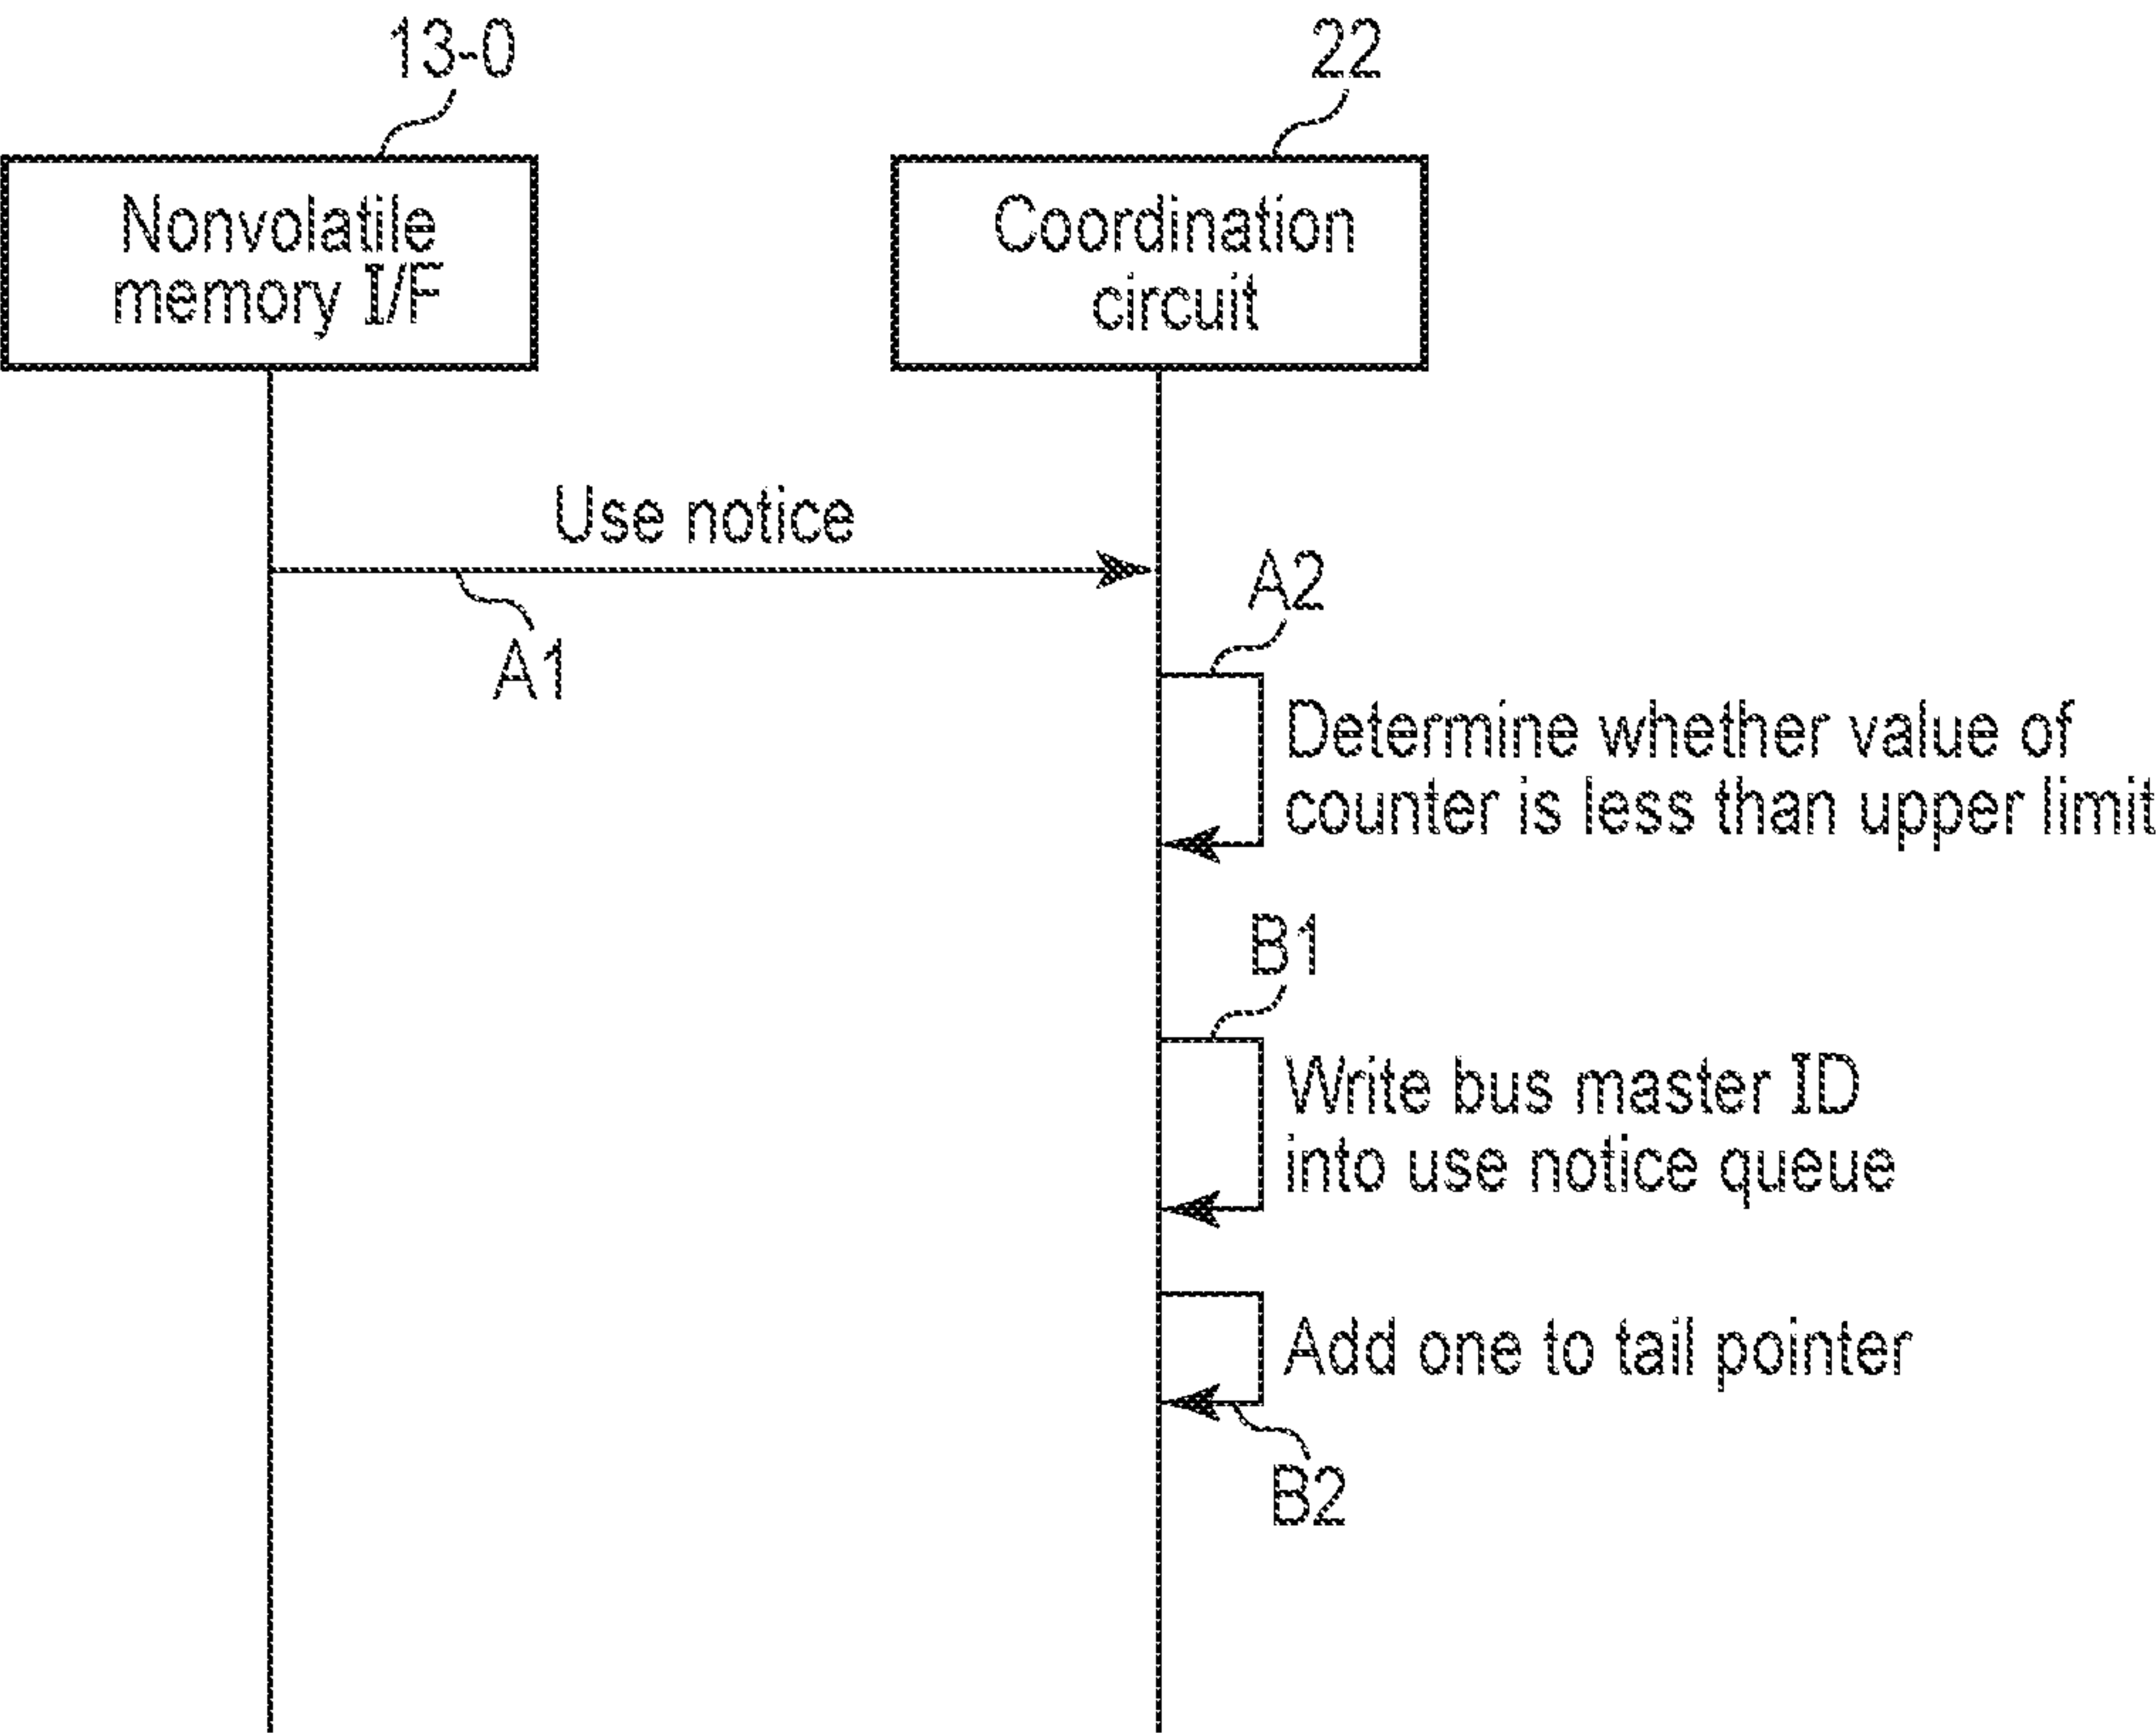 13-0
22
Nonvolatile
memory I/F
Coordination
circuit
Use notice
A1
A2
Determine whether value of
counter is less than upper limit
B1
Write bus master ID
into use notice queue
Add one to tail pointer
B2